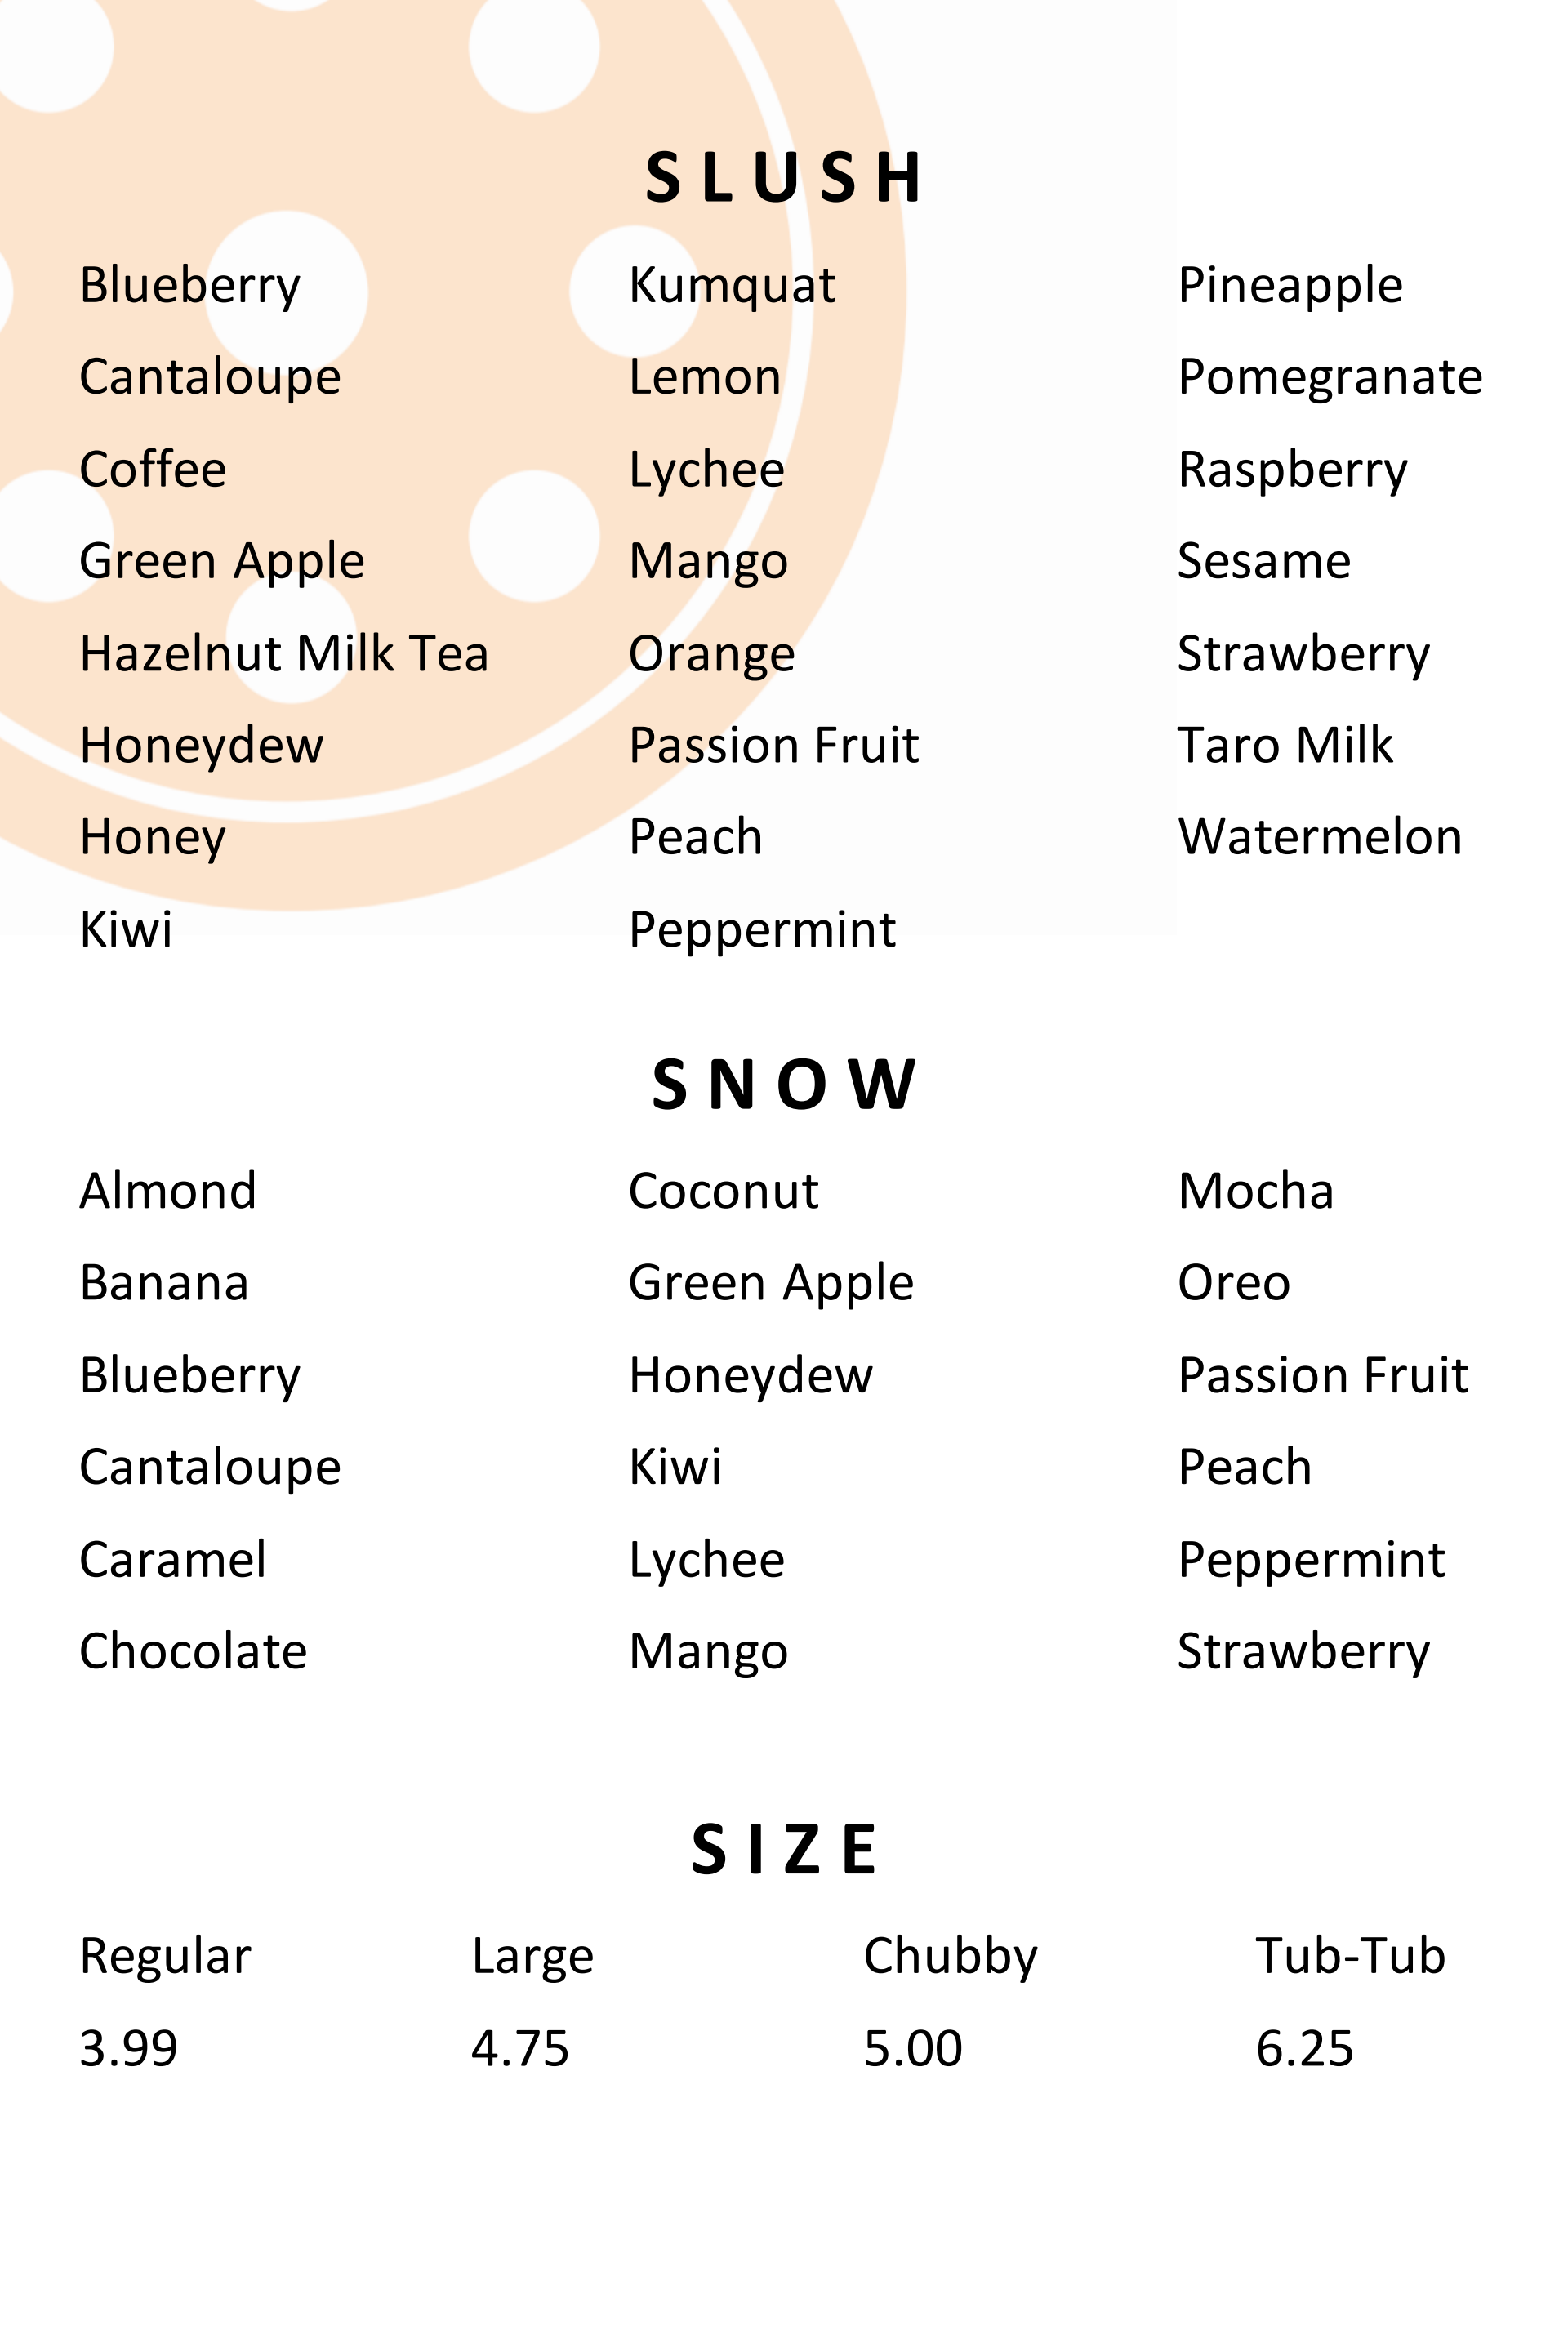 SLUSH
Blueberry Kumquat Pineapple
Cantaloupe Lemon Pomegranate
Coffee Lychee Raspberry
Green Apple Mango Sesame
Hazelnut Milk Tea Orange Strawberry
Honeydew Passion Fruit Taro Milk
Honey Peach Watermelon
Kiwi Peppermint
SNOW
Almond Coconut Mocha
Banana Green Apple Oreo
Blueberry Honeydew Passion Fruit
Cantaloupe Kiwi Peach
Caramel Lychee Peppermint
Chocolate Mango Strawberry
SIZE
Regular Large Chubby Tub-Tub
3.99 4.75 5.00 6.25